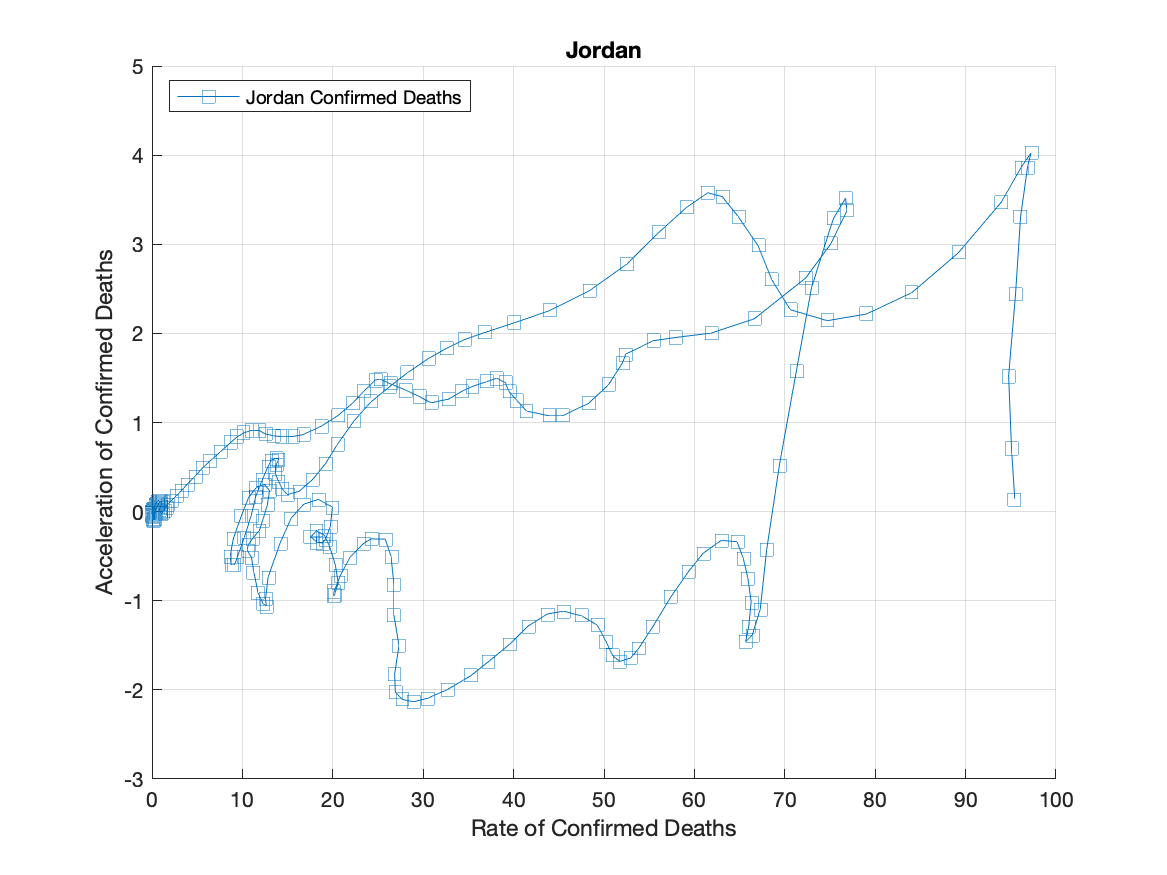 Jordan
Jordan Confirmed Deaths
Acceleration of Confirmed Deaths
5
4
3
2
1
0
-1
-2
-3
0 10 20 30 40 50 60 70 80 90 100
Rate of Confirmed Deaths